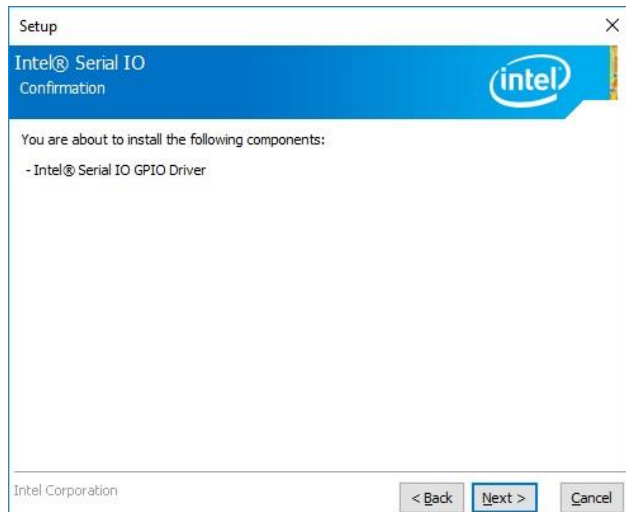 Setup
Intel® Serial IO
Confirmation
intel
You are about to install the following components:
- Intel® Serial IO GPIO Driver
Intel Corporation
< Back Next > Cancel